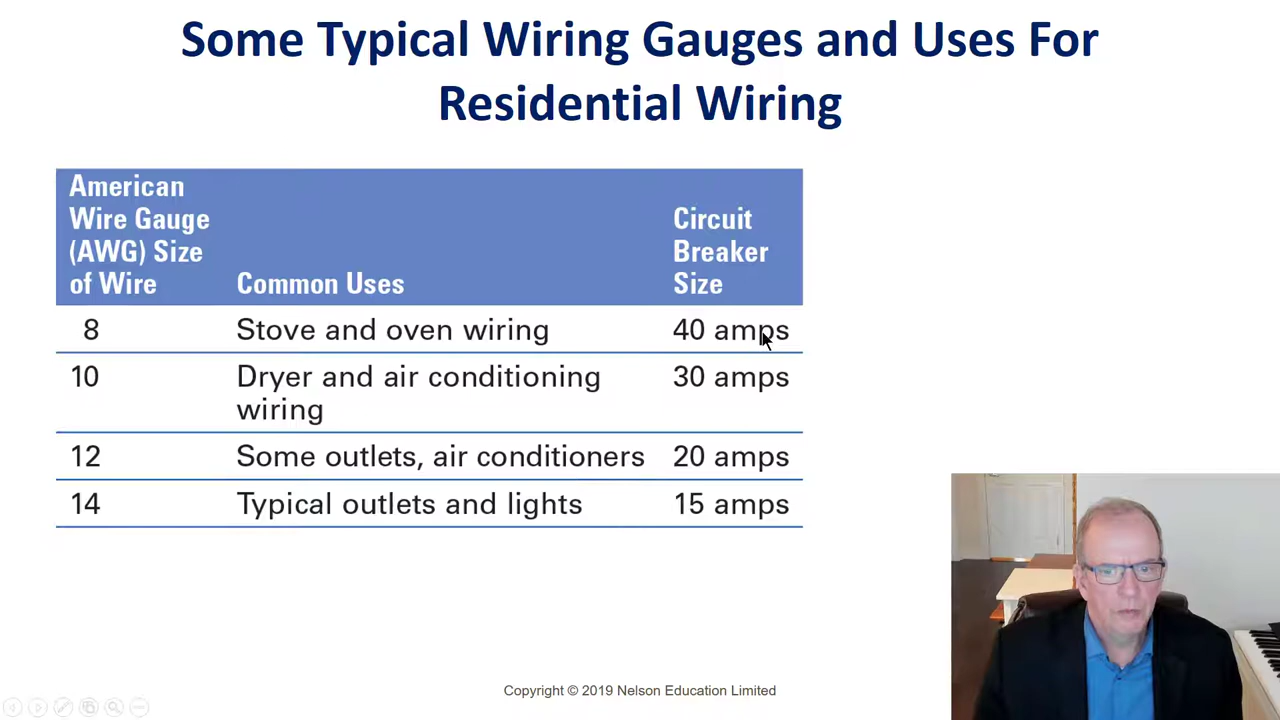 Some Typical Wiring Gauges and Uses For
Residential Wiring
American
Wire Gauge
(AWG) Size
of Wire
Common Uses
Circuit
Breaker
Size
8 Stove and oven wiring 40 amps
10 Dryer and air conditioning 30 amps
wiring
12 Some outlets, air conditioners 20 amps
14 Typical outlets and lights 15 amps
Copyright © 2019 Nelson Education Limited